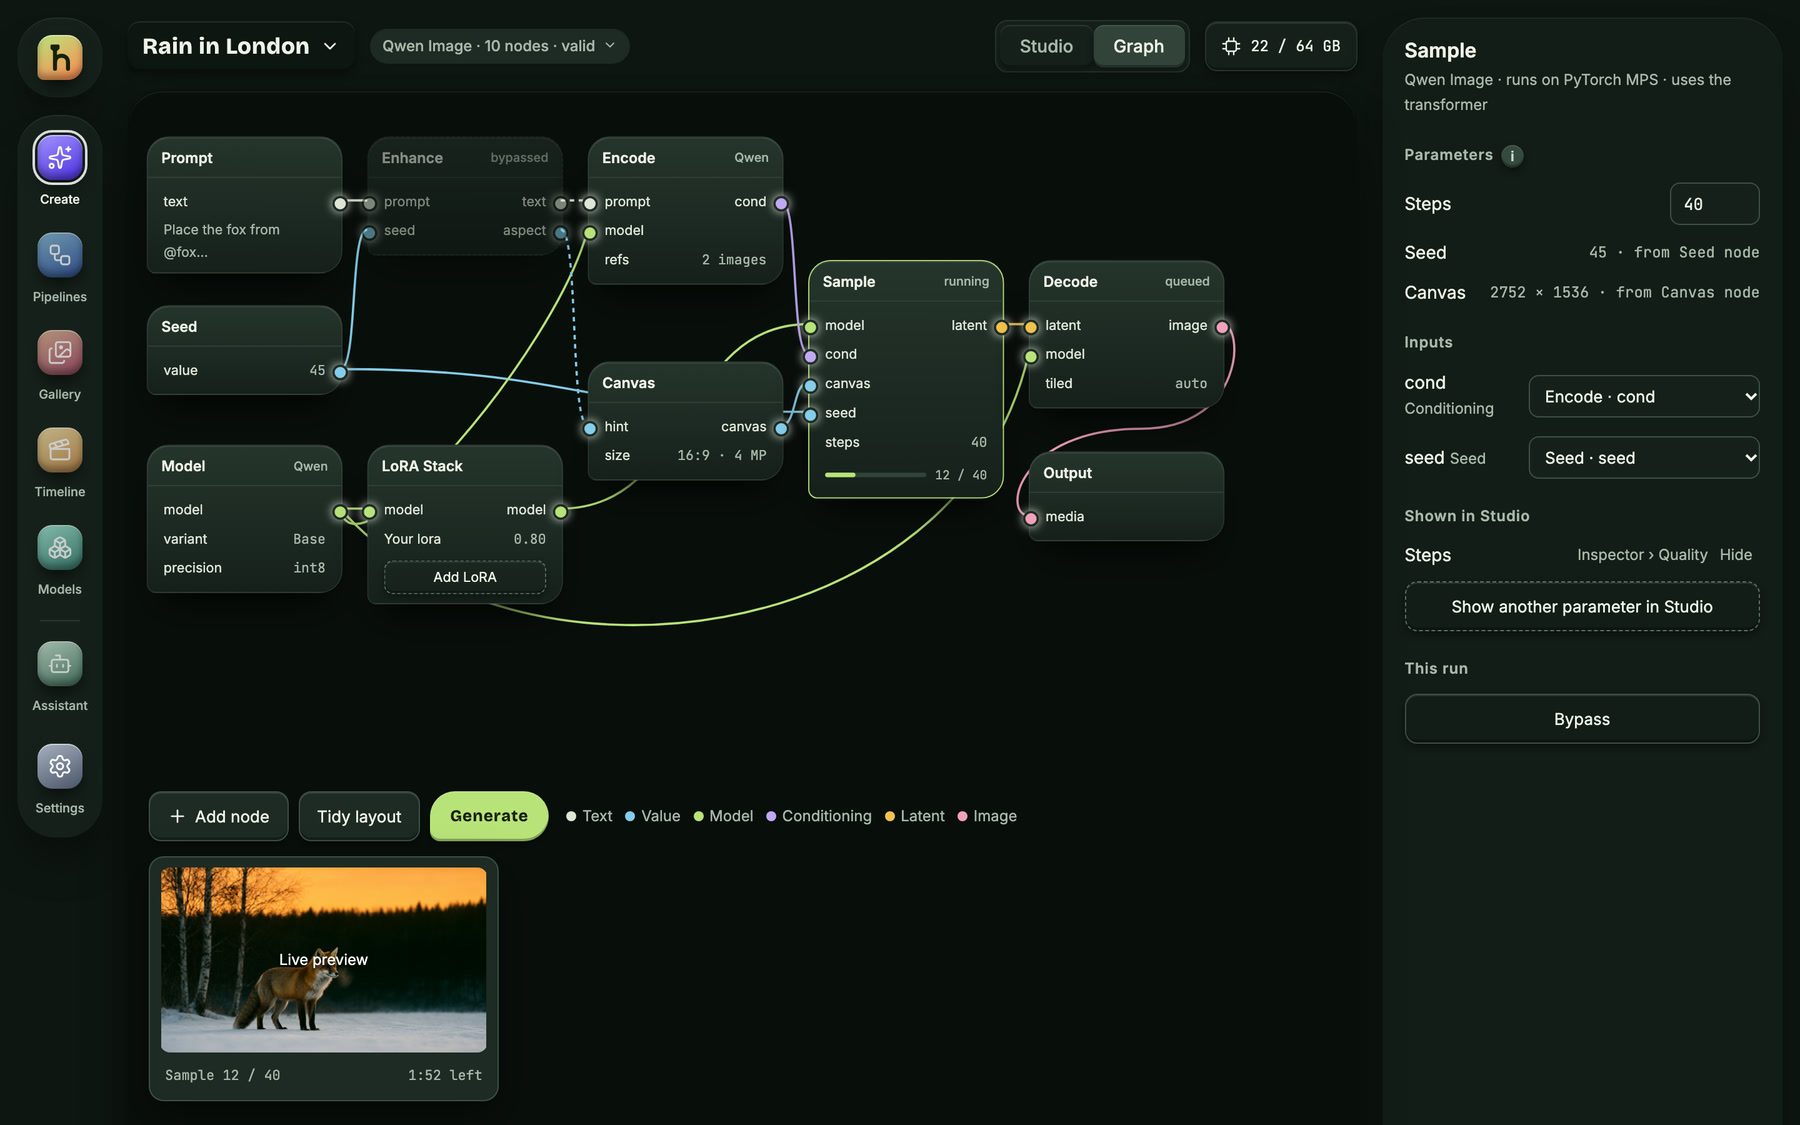 Rain in London
Qwen Image · 10 nodes · valid
Studio
Graph
22 / 64 GB
Create
Pipelines
Gallery
Timeline
Models
Assistant
Settings
Prompt
text
Place the fox from
@fox...
Enhance
bypassed
prompt
text
seed
aspect
Encode
Qwen
prompt
cond
model
refs
2 images
Seed
value
45
Canvas
hint
canvas
size
16:9 · 4 MP
Sample
running
model
latent
cond
canvas
seed
steps
40
12 / 40
Decode
queued
latent
image
model
tiled
auto
Output
media
Model
Qwen
model
variant
Base
precision
int8
LoRA Stack
model
model
Your lora
0.80
Add LoRA
Add node
Tidy layout
Generate
Text
Value
Model
Conditioning
Latent
Image
Live preview
Sample 12 / 40
1:52 left
Sample
Qwen Image · runs on PyTorch MPS · uses the
transformer
Parameters i
Steps
40
Seed
45 · from Seed node
Canvas
2752 × 1536 · from Canvas node
Inputs
cond
Conditioning
Encode · cond
seed Seed
Seed · seed
Shown in Studio
Steps
Inspector › Quality
Hide
Show another parameter in Studio
This run
Bypass